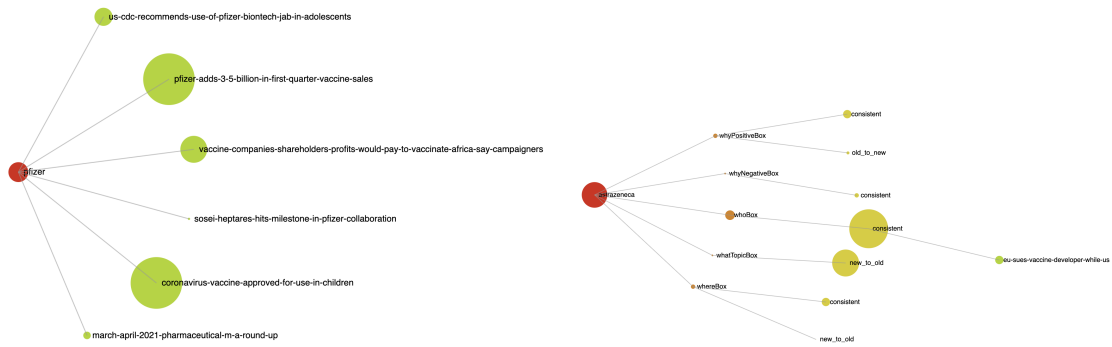 us-cdc-recommends-use-of-pfizer-biontech-jab-in-adolescents
pfizer-adds-3-5-billion-in-first-quarter-vaccine-sales
vaccine-companies-shareholders-profits-would-pay-to-vaccinate-africa-say-campaigners
pfizer
sosei-heptares-hits-milestone-in-pfizer-collaboration
coronavirus-vaccine-approved-for-use-in-children
march-april-2021-pharmaceutical-m-a-round-up
consistent
whyPositiveBox
old_to_new
whyNegativeBox
consistent
astrazeneca
whoBox
consistent
whatTopicBox
new_to_old
eu-sues-vaccine-developer-while-us
whereBox
consistent
new_to_old